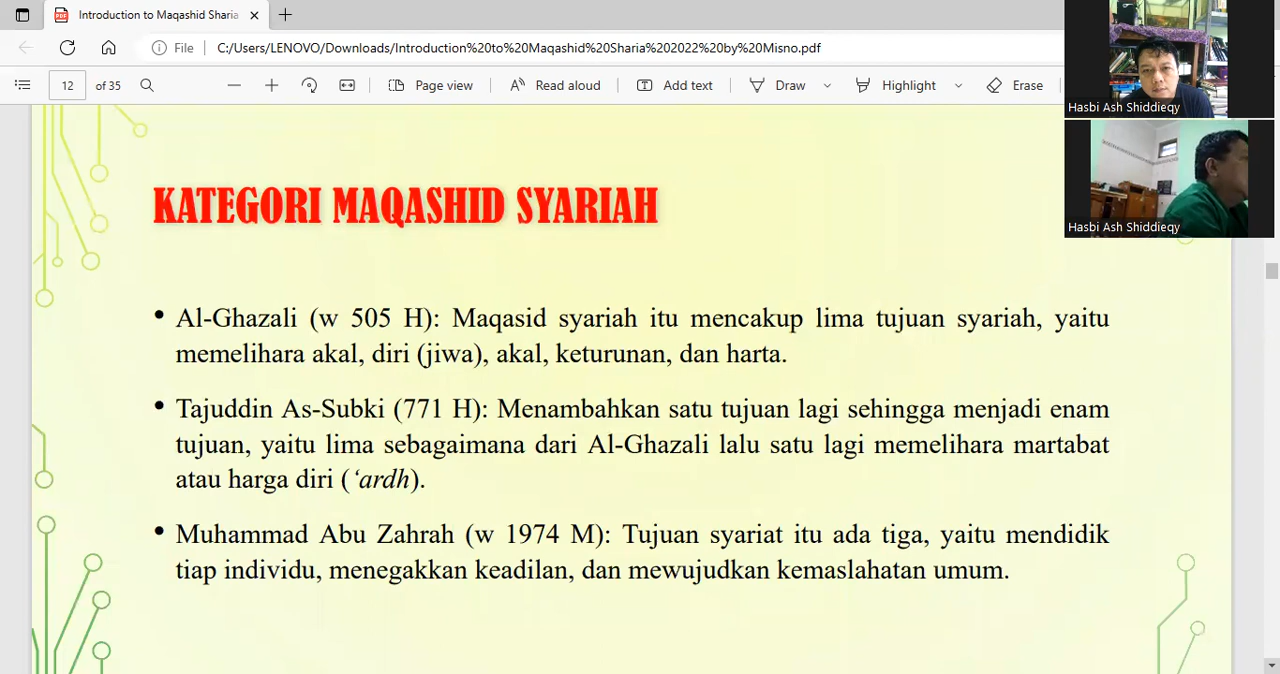 Introduction to Maqashid Sharia
File C:/Users/LENOVO/Downloads/Introduction%20to%20Maqashid%20Sharia%202022%20by%20Misno.pdf
12 of 35 Page view Read aloud Add text Draw Highlight Erase
Hasbi Ash Shiddieqy
Hasbi Ash Shiddieqy
KATEGORI MAQASHID SYARIAH
• Al-Ghazali (w 505 H): Maqasid syariah itu mencakup lima tujuan syariah, yaitu
memelihara akal, diri (jiwa), akal, keturunan, dan harta.
• Tajuddin As-Subki (771 H): Menambahkan satu tujuan lagi sehingga menjadi enam
tujuan, yaitu lima sebagaimana dari Al-Ghazali lalu satu lagi memelihara martabat
atau harga diri (‘ardh).
• Muhammad Abu Zahrah (w 1974 M): Tujuan syariat itu ada tiga, yaitu mendidik
tiap individu, menegakkan keadilan, dan mewujudkan kemaslahatan umum.